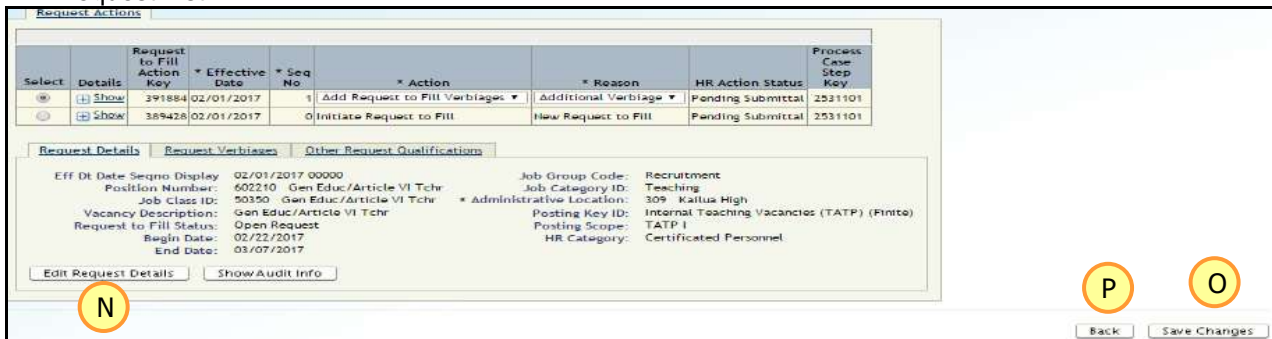 Request Actions
Select Details Request to Fill Action Key * Effective Date * Seq No * Action * Reason HR Action Status Process Case Step Key
Show 391884 02/01/2017 1 Add Request to Fill Verbiages Additional Verbiage Pending Submittal 2531101
Show 389428 02/01/2017 0 Initiate Request to Fill New Request to Fill Pending Submittal 2531101
Request Details Request Verbiages Other Request Qualifications
Eff Dt Date Seqno Display 02/01/2017 00000 Job Group Code: Recruitment
Position Number: 602210 Gen Educ/Article VI Tchr Job Category ID: Teaching
Job Class ID: 50350 Gen Educ/Article VI Tchr * Administrative Location: 309 Kailua High
Vacancy Description: Gen Educ/Article VI Tchr Posting Key ID: Internal Teaching Vacancies (TATP) (Finite)
Request to Fill Status: Open Request Posting Scope: TATP I
Begin Date: 02/22/2017 HR Category: Certificated Personnel
End Date: 03/07/2017
Edit Request Details Show Audit Info
N P O
Back Save Changes